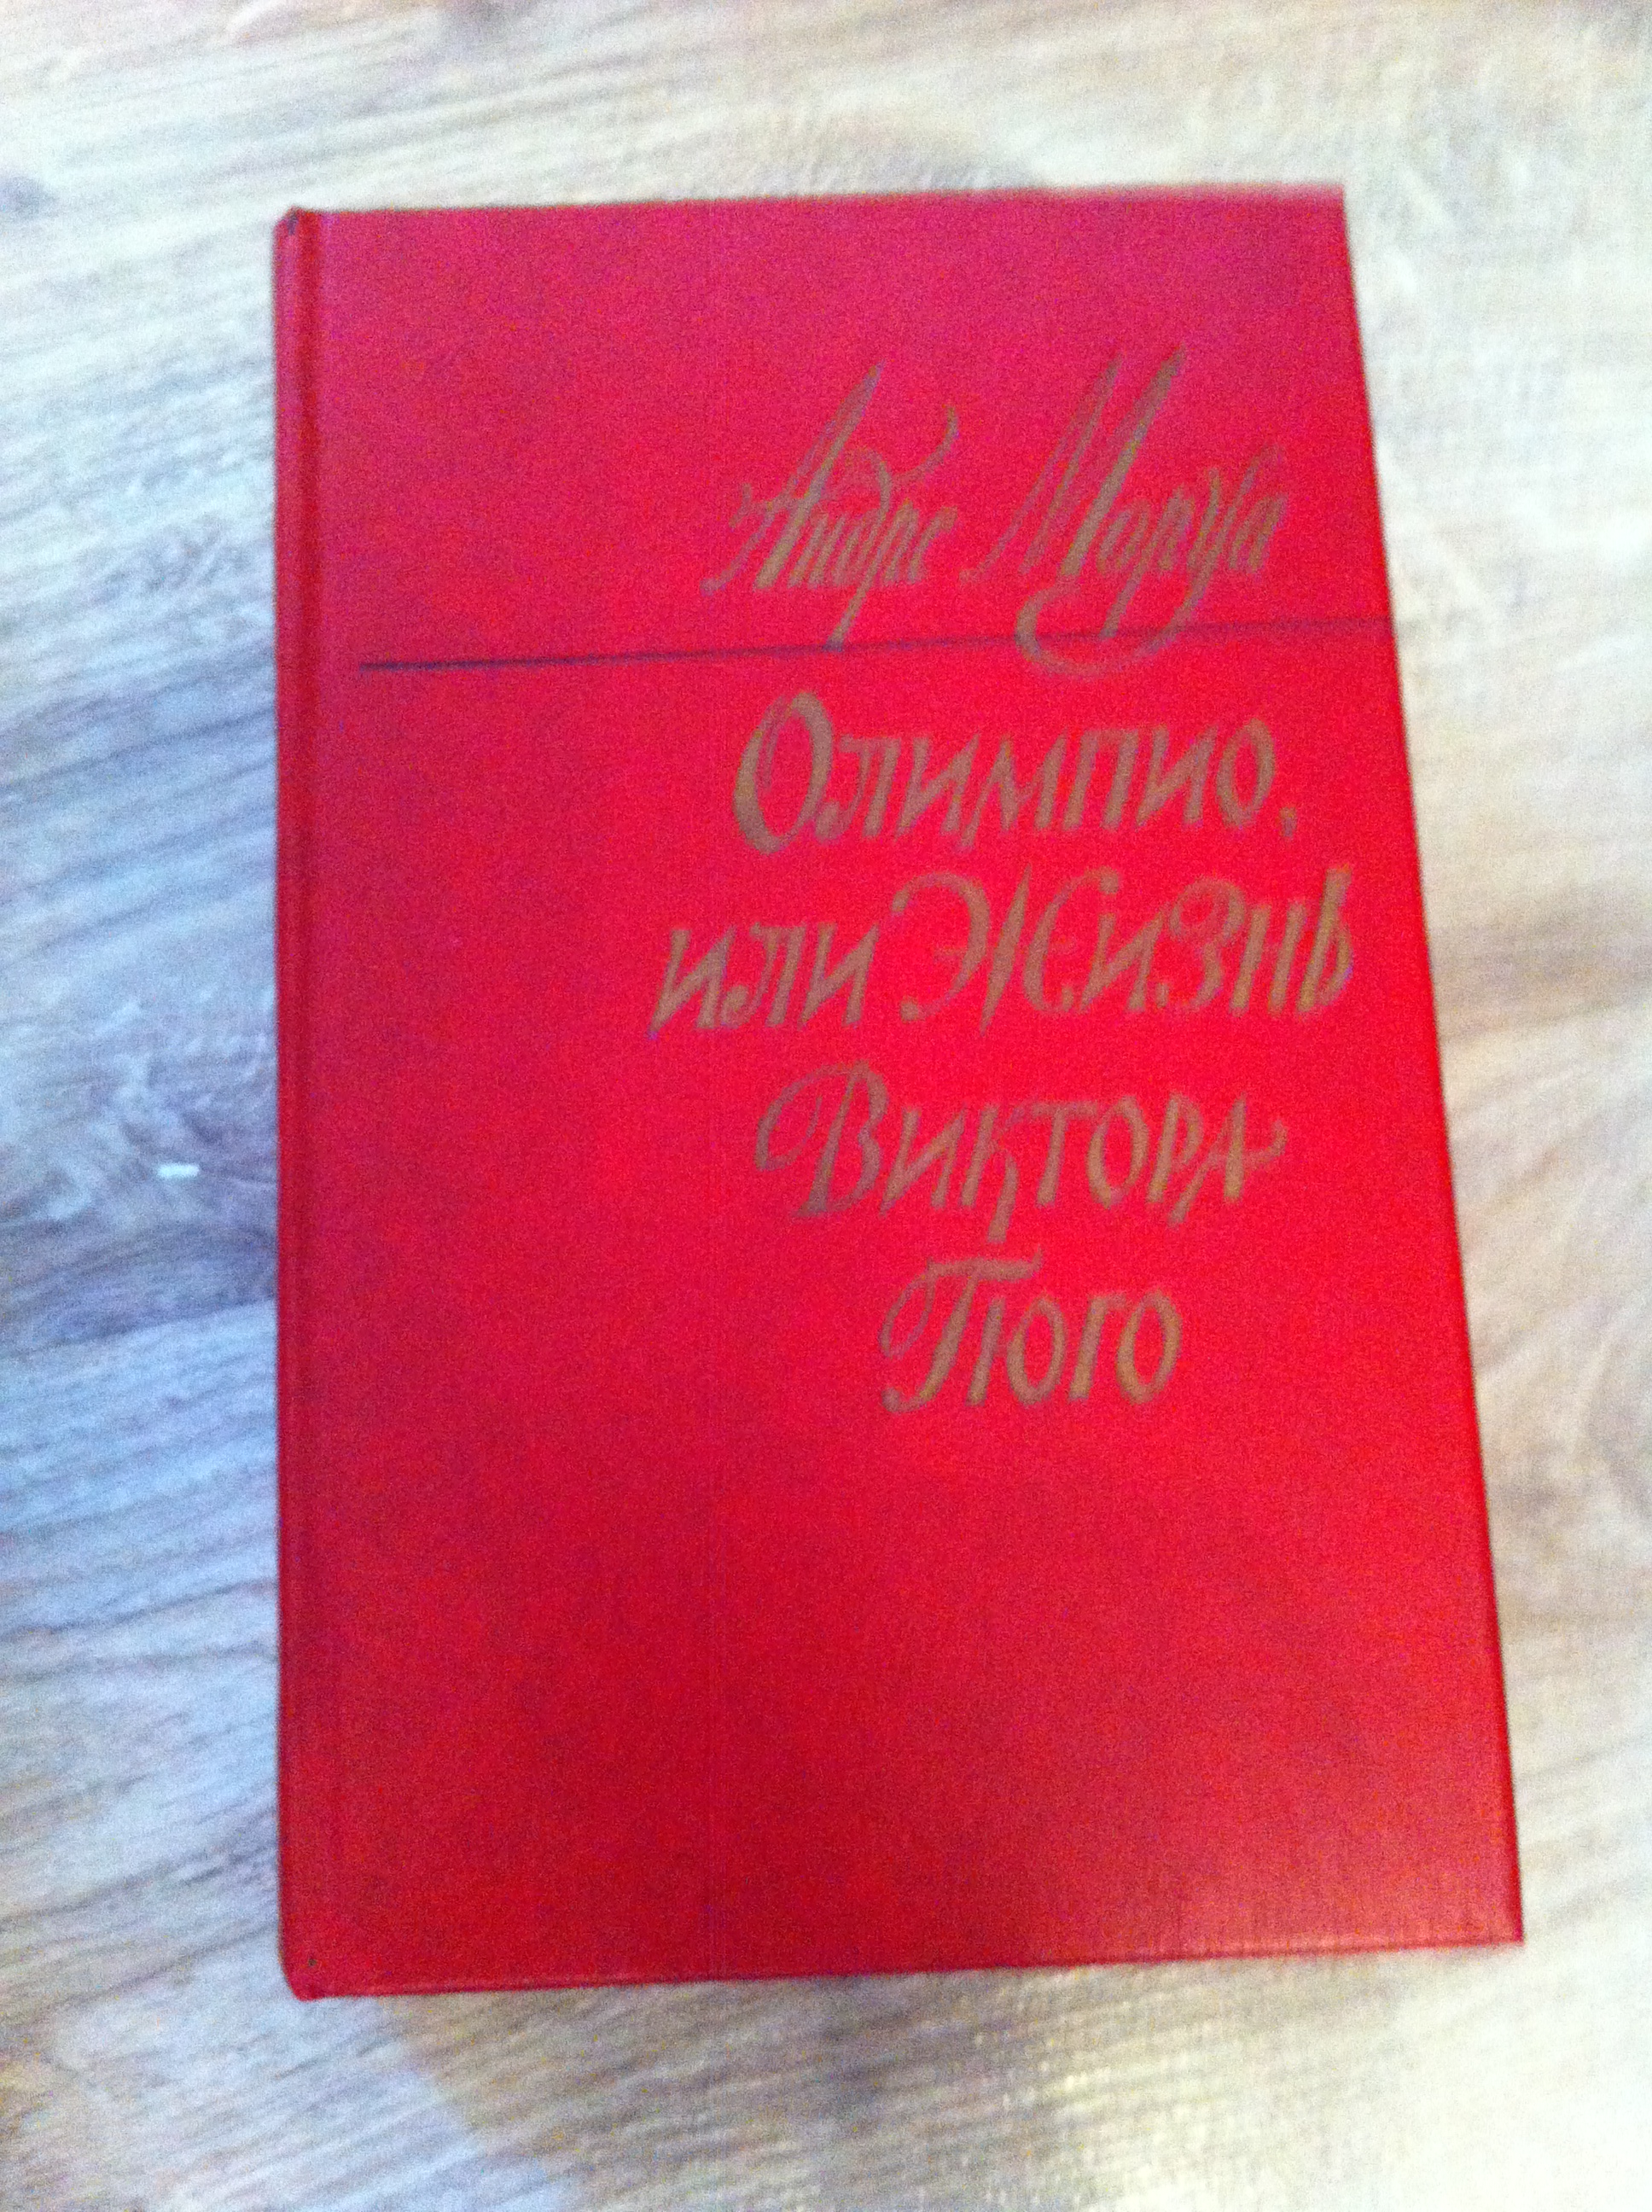 Андре Моруа
Олимпио,
или Жизнь
Виктора
Гюго